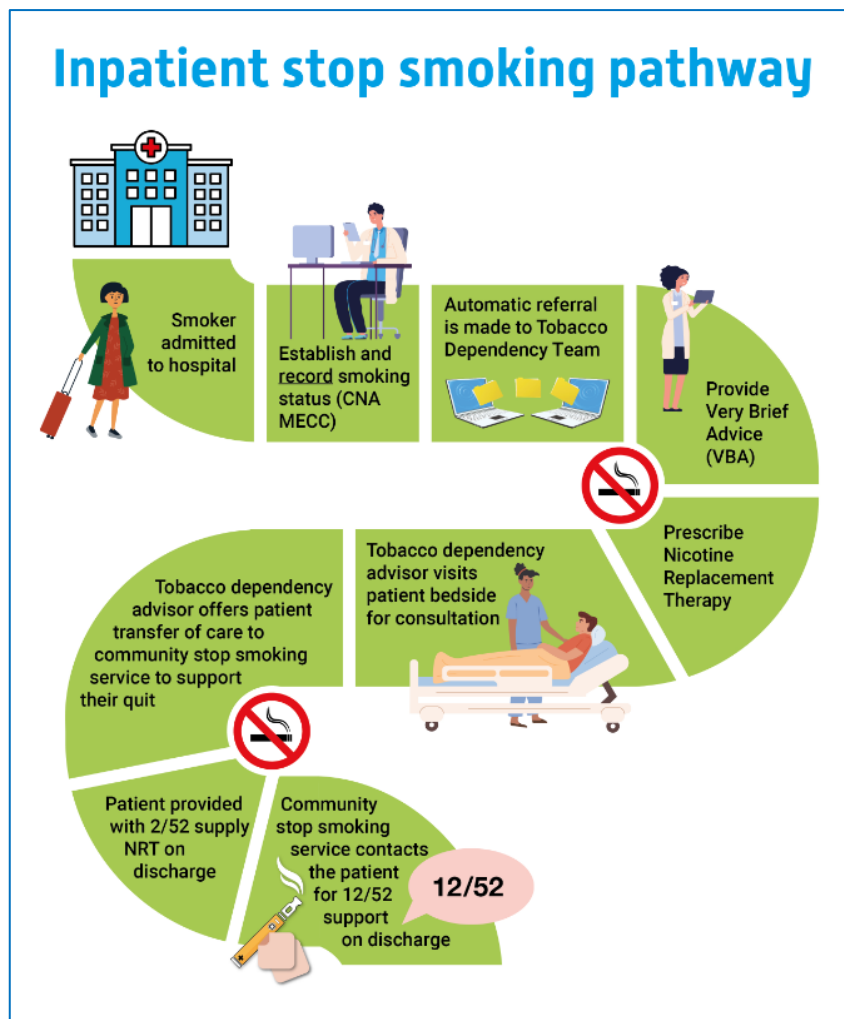 Inpatient stop smoking pathway
Smoker
admitted
to hospital
Establish and
record smoking
status (CNA
MECC)
Automatic referral
is made to Tobacco
Dependency Team
Provide
Very Brief
Advice
(VBA)
Prescribe
Nicotine
Replacement
Therapy
Tobacco dependency
advisor visits
patient bedside
for consultation
Tobacco dependency
advisor offers patient
transfer of care to
community stop smoking
service to support
their quit
Patient provided
with 2/52 supply
NRT on
discharge
Community
stop smoking
service contacts
the patient
for 12/52
support
on discharge
12/52